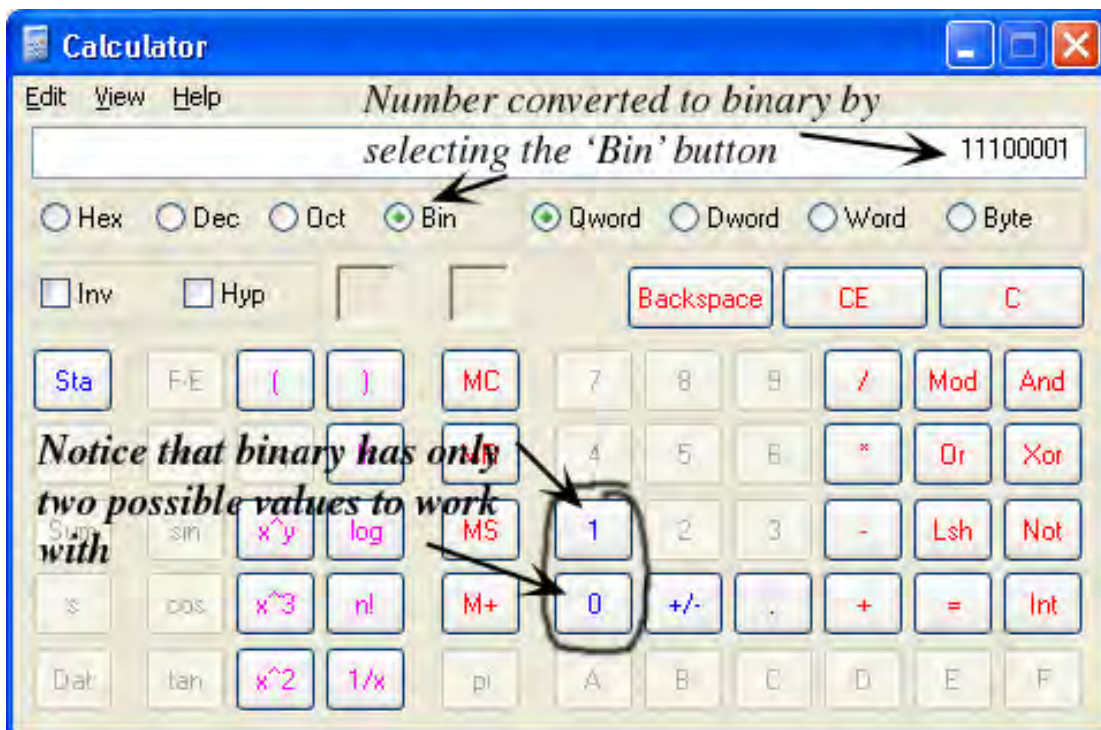 Calculator
Edit View Help
Number converted to binary by
selecting the ‘Bin’ button
11100001
Hex Dec Oct Bin Qword Dword Word Byte
Inv Hyp Backspace CE C
Sta F-E ( ) MC 7 8 9 / Mod And
Notice that binary has only
two possible values to work
with
MR 4 5 6 * Or Xor
Sum sin x^y log MS 1 2 3 - Lsh Not
s cos x^3 n! M+ 0 +/- . + = Int
Dat tan x^2 1/x pi A B C D E F